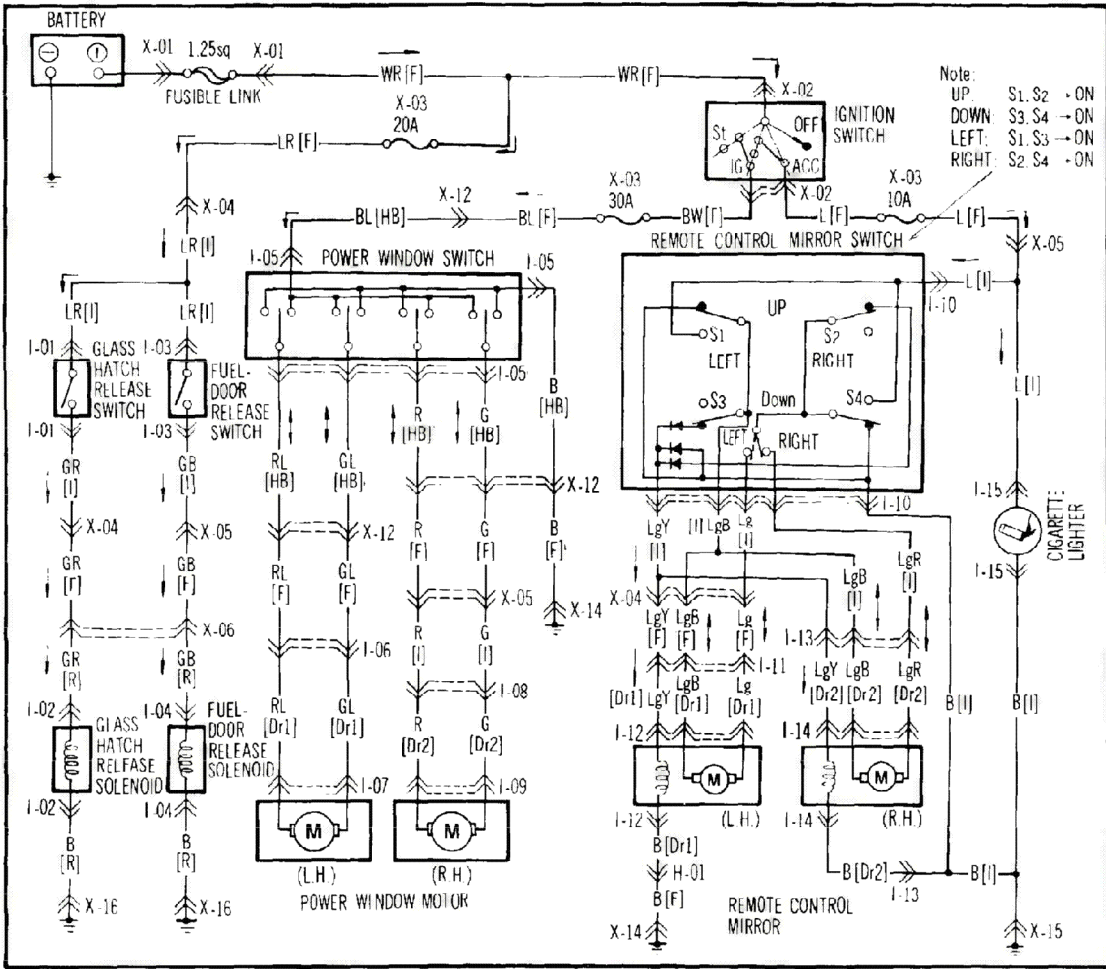 BATTERY
X-01 1.25sq X-01
FUSIBLE LINK
WR[F]
WR[F]
X-02
X-03
20A
LR[F]
IGNITION
SWITCH
St
OFF
IG
ACC
X-02
Note:
UP: S1. S2 → ON
DOWN: S3. S4 → ON
LEFT: S1. S3 → ON
RIGHT: S2. S4 → ON
X-04
LR[I]
X-12
BL[HB]
BL[F]
X-03
30A
BW[F]
L[F]
X-03
10A
L[F]
X-05
I-05
POWER WINDOW SWITCH
I-05
REMOTE CONTROL MIRROR SWITCH
L[I]
I-10
LR[I]
LR[I]
UP
S1
S2
LEFT
RIGHT
S3
Down
S4
LEFT
RIGHT
I-01
GLASS
HATCH
RELEASE
SWITCH
I-03
FUEL-
DOOR
RELEASE
SWITCH
I-05
B
[HB]
L[I]
I-01
I-03
R
[HB]
G
[HB]
GR
[I]
GB
[I]
RL
[HB]
GL
[HB]
X-12
I-10
I-15
CIGARETTE
LIGHTER
I-15
X-04
X-05
X-12
R
[F]
G
[F]
B
[F]
LgY
[I]
[I]
LgB
Lg
[I]
LgB
[I]
LgR
[I]
GR
[F]
GB
[F]
RL
[F]
GL
[F]
X-05
X-14
X-04
X-06
I-06
R
[I]
G
[I]
LgY
[F]
LgB
[F]
Lg
[F]
I-13
I-11
GR
[R]
GB
[R]
I-08
[Dr1]
LgY
LgB
[Dr1]
Lg
[Dr1]
LgY
[Dr2]
LgB
[Dr2]
LgR
[Dr2]
B[I]
B[I]
I-02
GLASS
HATCH
RELEASE
SOLENOID
I-04
FUEL-
DOOR
RELEASE
SOLENOID
RL
[Dr1]
GL
[Dr1]
R
[Dr2]
G
[Dr2]
I-12
I-14
I-02
I-04
I-07
I-09
M
M
M
M
(L.H.)
(R.H.)
I-12
I-14
B
[R]
B
[R]
(L.H.)
(R.H.)
POWER WINDOW MOTOR
B[Dr1]
H-01
B[F]
B[Dr2]
I-13
B[I]
REMOTE CONTROL
MIRROR
X-16
X-16
X-14
X-15